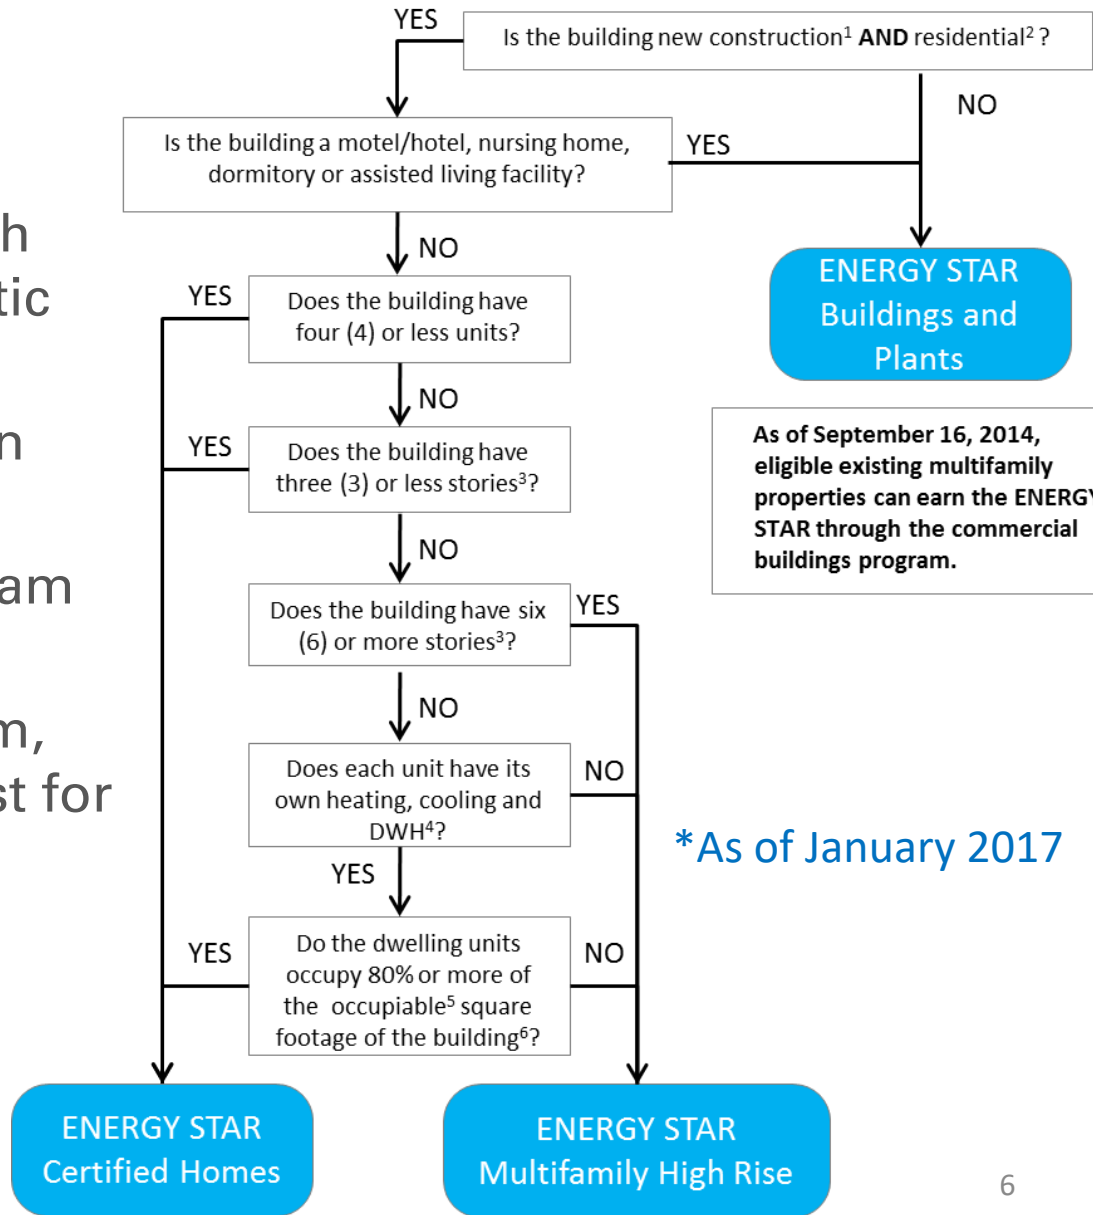 YES
Is the building new construction¹ AND residential² ?
NO
Is the building a motel/hotel, nursing home,
dormitory or assisted living facility?
YES
NO
YES
Does the building have
four (4) or less units?
ENERGY STAR
Buildings and
Plants
NO
YES
Does the building have
three (3) or less stories³?
As of September 16, 2014,
eligible existing multifamily
properties can earn the ENERGY
STAR through the commercial
buildings program.
NO
Does the building have six
(6) or more stories³?
YES
NO
Does each unit have its
own heating, cooling and
DWH⁴?
NO
*As of January 2017
YES
YES
Do the dwelling units
occupy 80% or more of
the occupiable⁵ square
footage of the building⁶?
NO
ENERGY STAR
Certified Homes
ENERGY STAR
Multifamily High Rise
6
h
tic
n
am
m,
st for